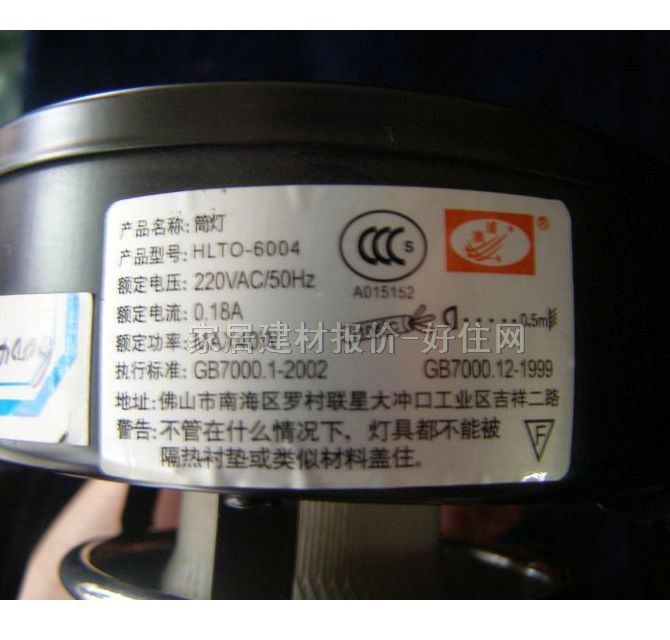 产品名称: 筒灯
产品型号: HLTO-6004
额定电压: 220VAC/50Hz
额定电流: 0.18A
额定功率:
执行标准: GB7000.1-2002 GB7000.12-1999
地址: 佛山市南海区罗村联星大冲口工业区吉祥二路
警告: 不管在什么情况下, 灯具都不能被
隔热衬垫或类似材料盖住.
CCC S
A015152
®
0.5m
F
家居建材报价-好住网